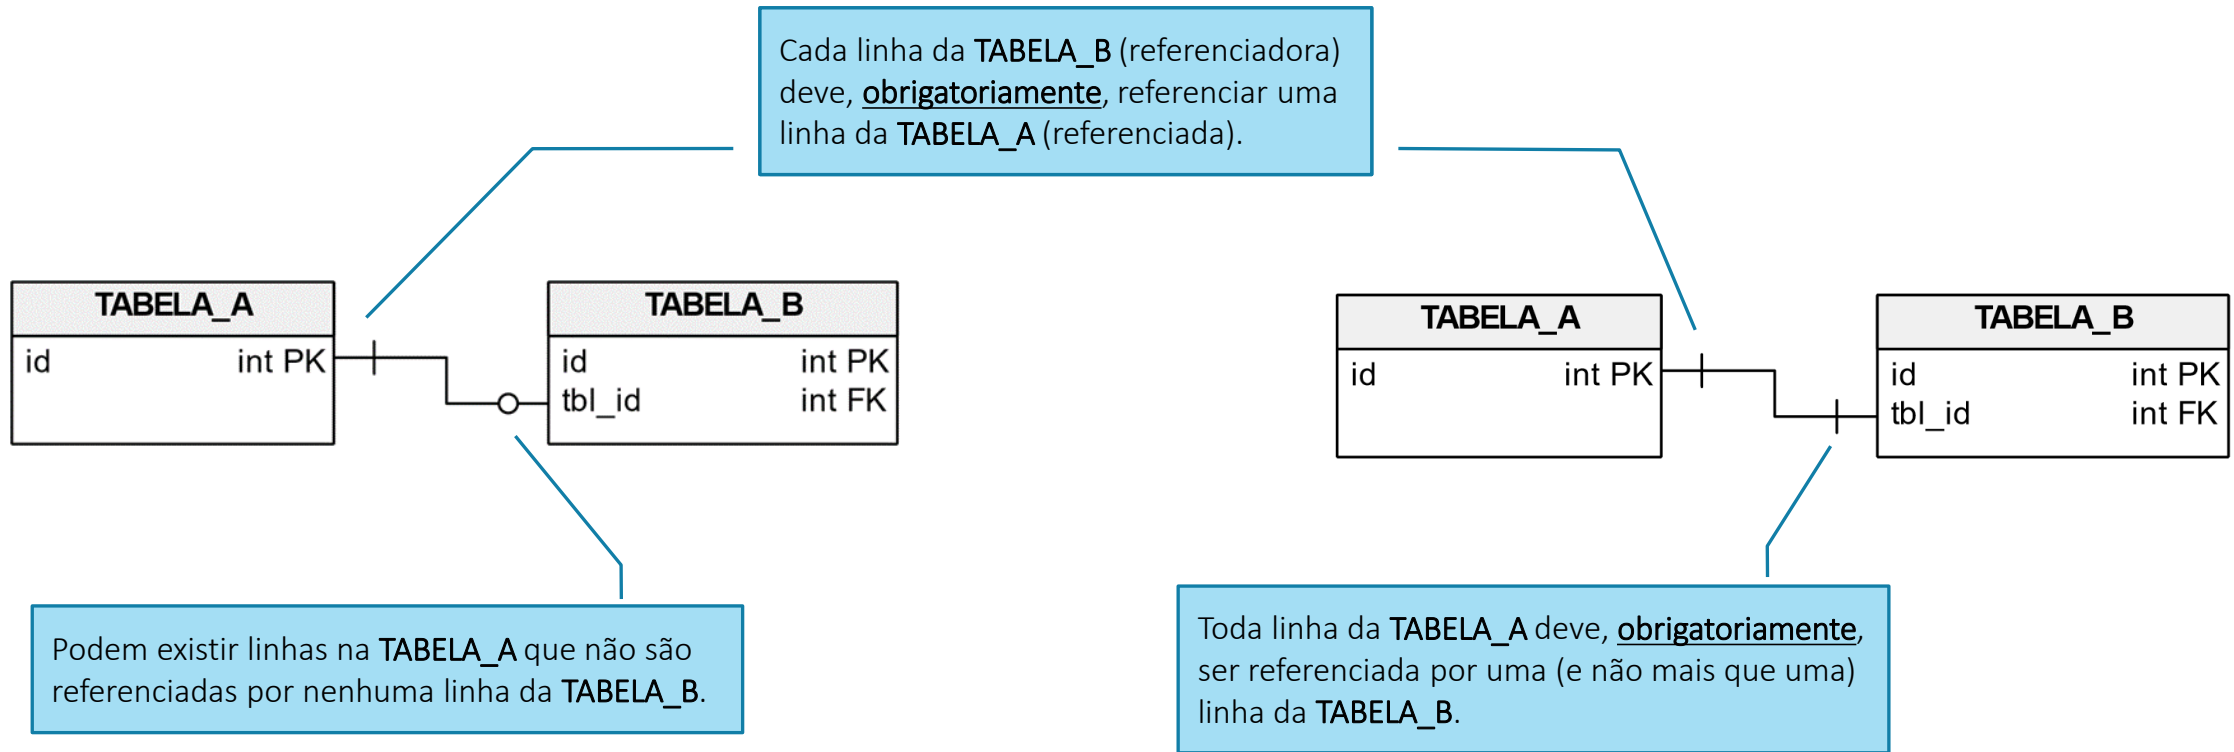 Cada linha da TABELA_B (referenciadora)
deve, obrigatoriamente, referenciar uma
linha da TABELA_A (referenciada).
TABELA_A
id int PK
TABELA_B
id int PK
tbl_id int FK
TABELA_A
id int PK
TABELA_B
id int PK
tbl_id int FK
Podem existir linhas na TABELA_A que não são
referenciadas por nenhuma linha da TABELA_B.
Toda linha da TABELA_A deve, obrigatoriamente,
ser referenciada por uma (e não mais que uma)
linha da TABELA_B.